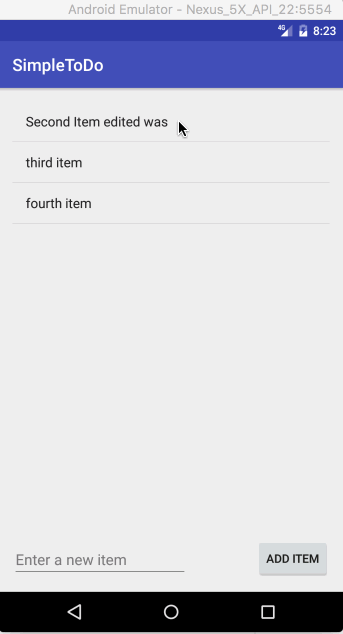 Android Emulator - Nexus_5X_API_22:5554
4G 8:23
SimpleToDo
Second Item edited was
third item
fourth item
Enter a new item
ADD ITEM